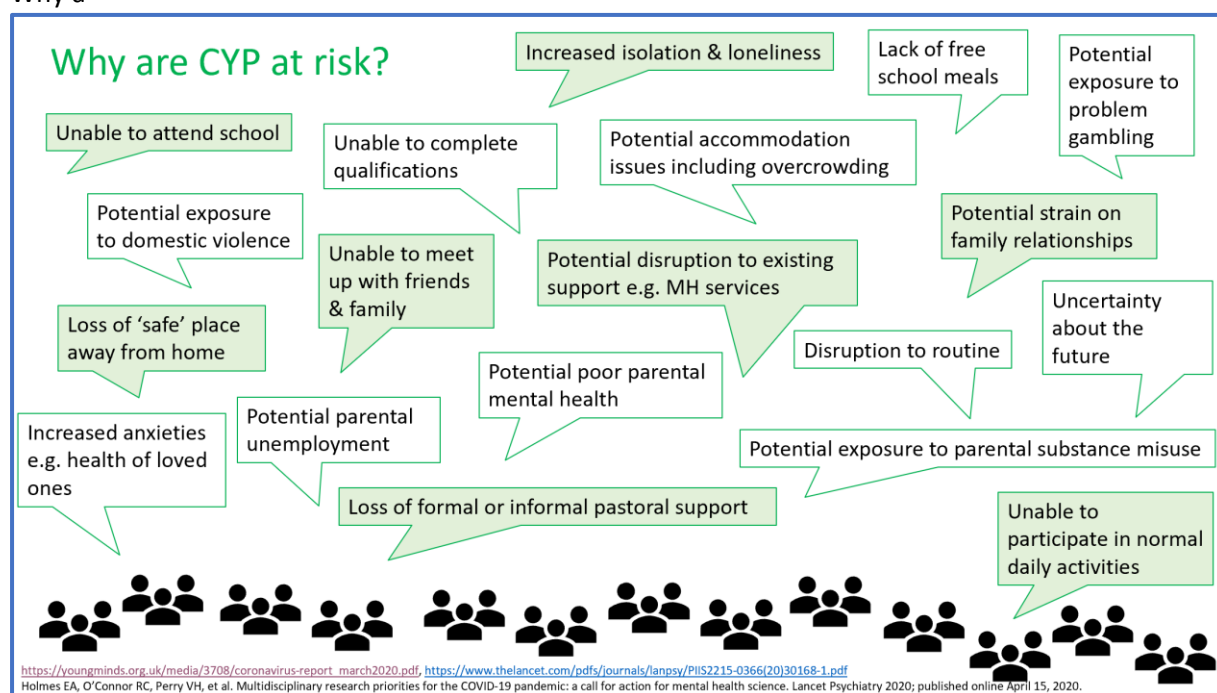 Why a
Why are CYP at risk?
Increased isolation & loneliness
Lack of free
school meals
Potential
exposure to
problem
gambling
Unable to attend school
Unable to complete
qualifications
Potential accommodation
issues including overcrowding
Potential exposure
to domestic violence
Unable to meet
up with friends
& family
Potential disruption to existing
support e.g. MH services
Potential strain on
family relationships
Loss of ‘safe’ place
away from home
Uncertainty
about the
future
Disruption to routine
Potential poor parental
mental health
Increased anxieties
e.g. health of loved
ones
Potential parental
unemployment
Potential exposure to parental substance misuse
Loss of formal or informal pastoral support
Unable to
participate in normal
daily activities
https://youngminds.org.uk/media/3708/coronavirus-report_march2020.pdf, https://www.thelancet.com/pdfs/journals/lanpsy/PIIS2215-0366(20)30168-1.pdf
Holmes EA, O’Connor RC, Perry VH, et al. Multidisciplinary research priorities for the COVID-19 pandemic: a call for action for mental health science. Lancet Psychiatry 2020; published online April 15, 2020.